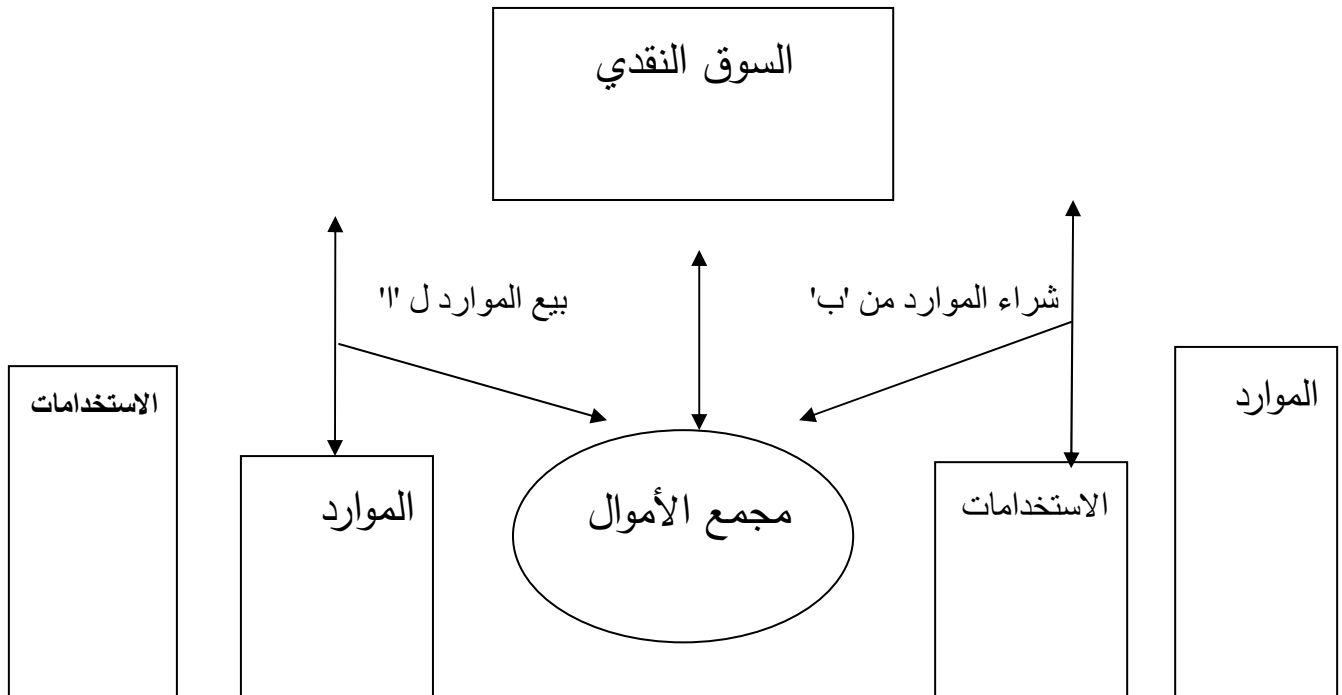 السوق النقدي
شراء الموارد من 'ب'
بيع الموارد ل 'ا'
الموارد
الاستخدامات
مجمع الأموال
الموارد
الاستخدامات